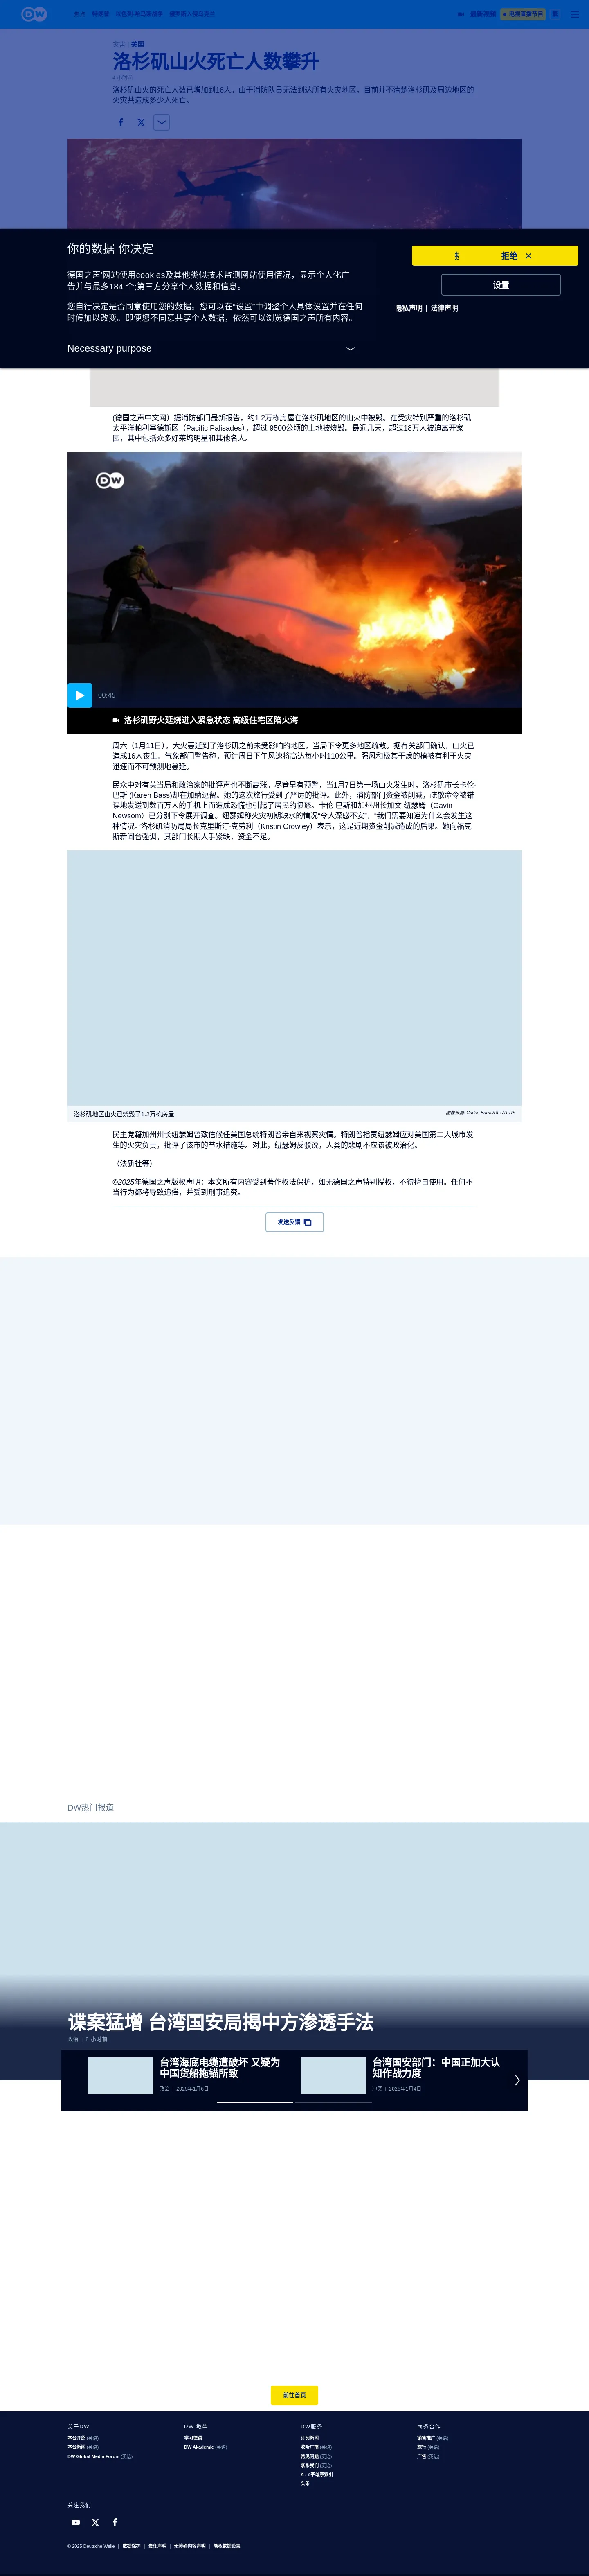 DW
最新视频
电视直播节目
繁
灾害 | 美国
洛杉矶山火死亡人数攀升
4 小时前
洛杉矶山火的死亡人数已增加到16人。由于消防队员无法到达所有火灾地区，目前并不清楚洛杉矶及周边地区的
火灾共造成多少人死亡。
你的数据 你决定
德国之声'网站使用cookies及其他类似技术监测网站使用情况，显示个人化广
告并与最多184 个;第三方分享个人数据和信息。
您自行决定是否同意使用您的数据。您可以在“设置”中调整个人具体设置并在任何
时候加以改变。即便您不同意共享个人数据，依然可以浏览德国之声所有内容。
Necessary purpose
拒绝
设置
隐私声明 | 法律声明
(德国之声中文网）据消防部门最新报告，约1.2万栋房屋在洛杉矶地区的山火中被毁。在受灾特别严重的洛杉矶
太平洋帕利塞德斯区（Pacific Palisades），超过 9500公顷的土地被烧毁。最近几天，超过18万人被迫离开家
园，其中包括众多好莱坞明星和其他名人。
DW
00:45
洛杉矶野火延烧进入紧急状态 高级住宅区陷火海
周六（1月11日），大火蔓延到了洛杉矶之前未受影响的地区，当局下令更多地区疏散。据有关部门确认，山火已
造成16人丧生。气象部门警告称，预计周日下午风速将高达每小时110公里。强风和极其干燥的植被有利于火灾
迅速而不可预测地蔓延。
民众中对有关当局和政治家的批评声也不断高涨。尽管早有预警，当1月7日第一场山火发生时，洛杉矶市长卡伦·
巴斯 (Karen Bass)却在加纳逗留。她的这次旅行受到了严厉的批评。此外，消防部门资金被削减，疏散命令被错
误地发送到数百万人的手机上而造成恐慌也引起了居民的愤怒。卡伦·巴斯和加州州长加文·纽瑟姆（Gavin
Newsom）已分别下令展开调查。纽瑟姆称火灾初期缺水的情况“令人深感不安”，“我们需要知道为什么会发生这
种情况。”洛杉矶消防局局长克里斯汀·克劳利（Kristin Crowley）表示，这是近期资金削减造成的后果。她向福克
斯新闻台强调，其部门长期人手紧缺，资金不足。
洛杉矶地区山火已烧毁了1.2万栋房屋
图像来源: Carlos Barria/REUTERS
民主党籍加州州长纽瑟姆曾致信候任美国总统特朗普亲自来视察灾情。特朗普指责纽瑟姆应对美国第二大城市发
生的火灾负责，批评了该市的节水措施等。对此，纽瑟姆反驳说，人类的悲剧不应该被政治化。
（法新社等）
©2025年德国之声版权声明：本文所有内容受到著作权法保护，如无德国之声特别授权，不得擅自使用。任何不
当行为都将导致追偿，并受到刑事追究。
发送反馈
DW热门报道
谍案猛增 台湾国安局揭中方渗透手法
政治 | 8 小时前
台湾海底电缆遭破坏 又疑为
中国货船拖锚所致
政治 | 2025年1月6日
台湾国安部门：中国正加大认
知作战力度
冲突 | 2025年1月4日
前往首页
关于DW
本台介绍 (英语)
本台新闻 (英语)
DW Global Media Forum (英语)
DW 教學
学习德语
DW Akademie (英语)
DW服务
订阅新闻
收听广播 (英语)
常见问题 (英语)
联系我们 (英语)
A - Z字母序索引
头条
商务合作
销售推广 (英语)
旅行 (英语)
广告 (英语)
关注我们
© 2025 Deutsche Welle | 数据保护 | 责任声明 | 无障碍内容声明 | 隐私数据设置